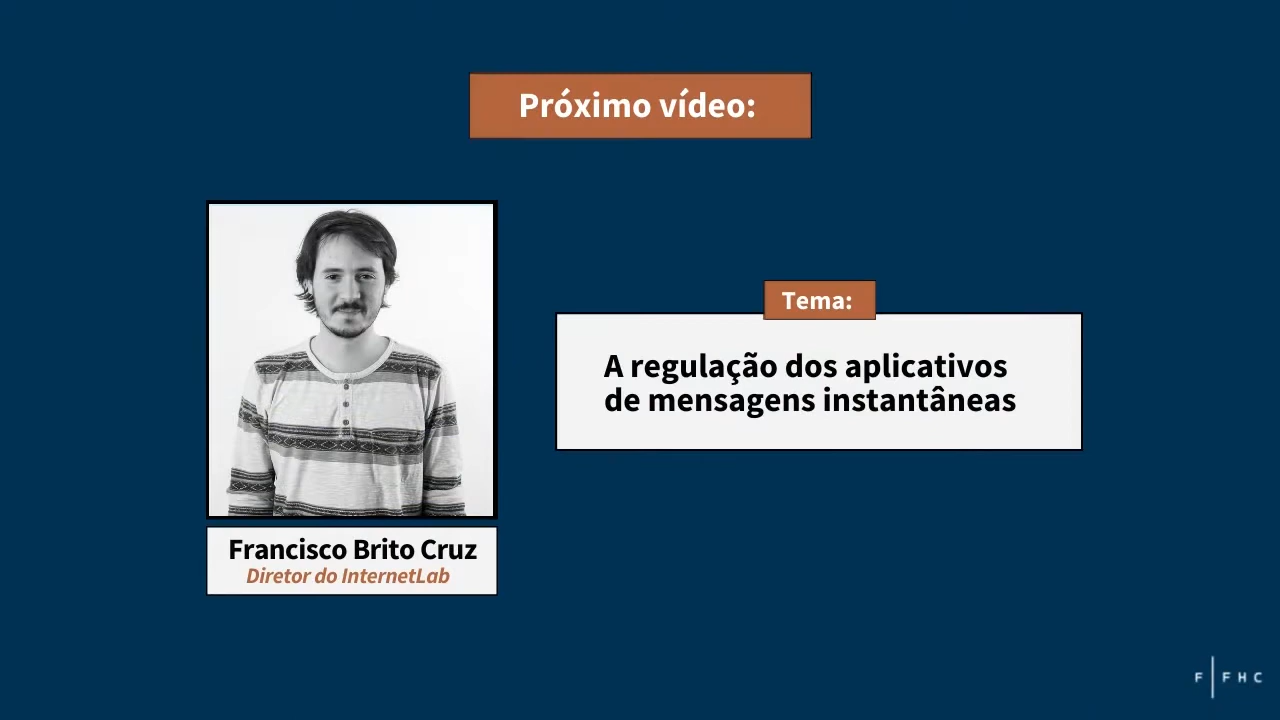 Próximo vídeo:
Francisco Brito Cruz
Diretor do InternetLab
Tema:
A regulação dos aplicativos
de mensagens instantâneas
F FHC